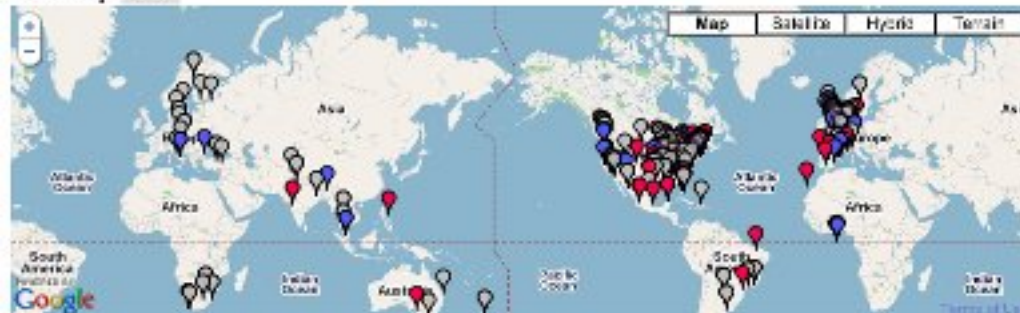 +
−
Map Satellite Hybrid Terrain
Asia
Atlantic
Ocean
Africa
Atlantic
Ocean
Africa
South
America
Indian
Ocean
Pacific
Ocean
South
Indian
Ocean
Google